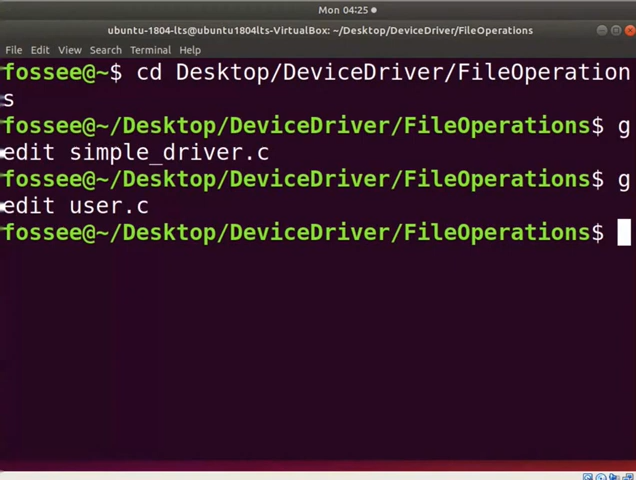 Mon 04:25
ubuntu-1804-lts@ubuntu1804lts-VirtualBox: ~/Desktop/DeviceDriver/FileOperations
File Edit View Search Terminal Help
fossee@~$ cd Desktop/DeviceDriver/FileOperation
s
fossee@~/Desktop/DeviceDriver/FileOperations$ g
edit simple_driver.c
fossee@~/Desktop/DeviceDriver/FileOperations$ g
edit user.c
fossee@~/Desktop/DeviceDriver/FileOperations$